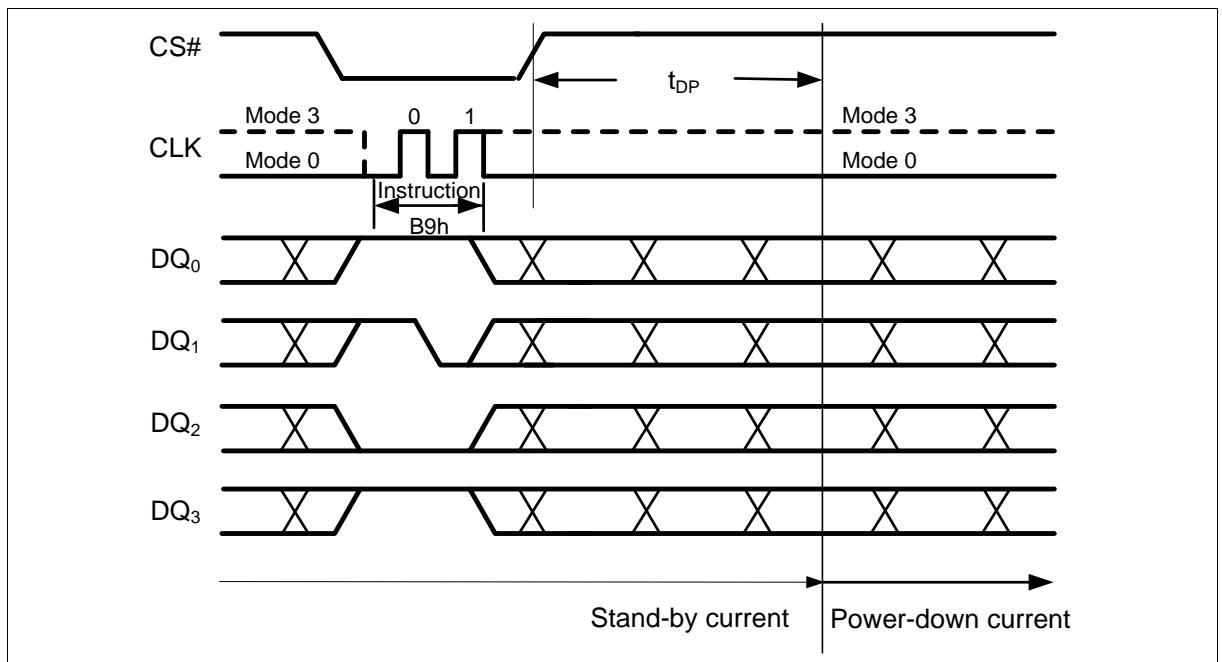 CS#
t_DP
Mode 3 0 1 Mode 3
CLK
Mode 0 Mode 0
Instruction
B9h
DQ₀
DQ₁
DQ₂
DQ₃
Stand-by current Power-down current